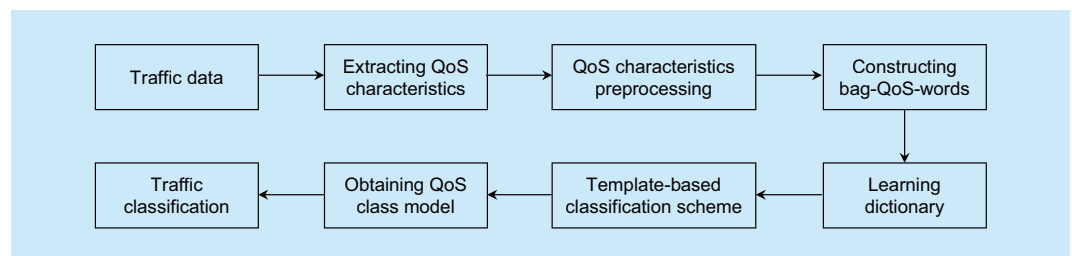 Traffic data
Extracting QoS
characteristics
QoS characteristics
preprocessing
Constructing
bag-QoS-words
Learning
dictionary
Template-based
classification scheme
Obtaining QoS
class model
Traffic
classification